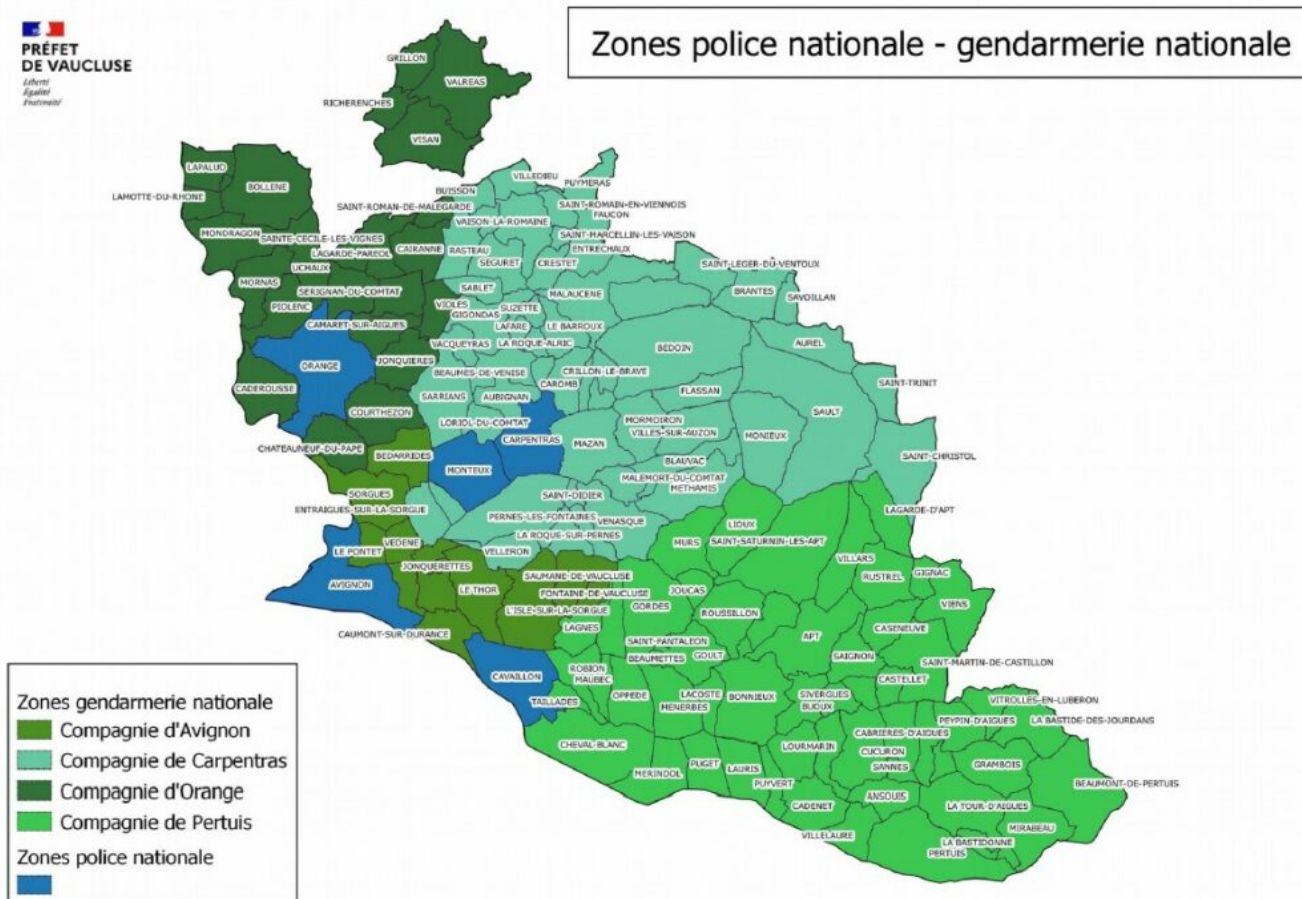 PRÉFET
DE VAUCLUSE
Liberté
Égalité
Fraternité
Zones police nationale - gendarmerie nationale
GRILLON
VALREAS
RICHERENCHES
VISAN
LAPALUD
BOLLENE
LAMOTTE-DU-RHONE
VILLEDIEU
PUYMERAS
BUISSON
SAINT-ROMAN-DE-MALEGARDE
SAINT-ROMAIN-EN-VIENNOIS
FAUCON
VAISON-LA-ROMAINE
MONDRAGON
SAINTE-CECILE-LES-VIGNES
SAINT-MARCELLIN-LES-VAISON
LAGARDE-PAREOL
CAIRANNE
RASTEAU
ENTRECHAUX
UCHAUX
SEGURET
CRESTET
SAINT-LEGER-DU-VENTOUX
MORNAS
SERIGNAN-DU-COMTAT
SABLET
MALAUCENE
BRANTES
SAVOILLAN
PIOLENC
VIOLES
GIGONDAS
SUZETTE
CAMARET-SUR-AIGUES
LAFARE
LE BARROUX
VACQUEYRAS
LA ROQUE-ALRIC
BEDOIN
AUREL
ORANGE
JONQUIERES
BEAUMES-DE-VENISE
CRILLON-LE-BRAVE
CADEROUSSE
CAROMB
FLASSAN
SAINT-TRINIT
SARRIANS
AUBIGNAN
COURTHEZON
LORIOL-DU-COMTAT
MORMOIRON
SAULT
VILLES-SUR-AUZON
MONIEUX
CARPENTRAS
MAZAN
CHATEAUNEUF-DU-PAPE
BEDARRIDES
MONTEUX
BLAUVAC
SAINT-CHRISTOL
MALEMORT-DU-COMTAT
METHAMIS
SORGUES
SAINT-DIDIER
ENTRAIGUES-SUR-LA-SORGUE
PERNES-LES-FONTAINES
VENASQUE
LAGARDE-D'APT
LIOUX
LA ROQUE-SUR-PERNES
MURS
SAINT-SATURNIN-LES-APT
VEDENE
LE PONTET
VELLERON
VILLARS
JONQUERETTES
SAUMANE-DE-VAUCLUSE
RUSTREL
GIGNAC
AVIGNON
LE THOR
FONTAINE-DE-VAUCLUSE
JOUCAS
L'ISLE-SUR-LA-SORGUE
GORDES
ROUSSILLON
VIENS
CAUMONT-SUR-DURANCE
LAGNES
CASENEUVE
SAINT-PANTALEON
APT
BEAUMETTES
GOULT
SAIGNON
SAINT-MARTIN-DE-CASTILLON
CAVAILLON
ROBION
MAUBEC
CASTELLET
TAILLADES
OPPEDE
LACOSTE
BONNIEUX
SIVERGUES
VITROLLES-EN-LUBERON
MENERBES
BUOUX
PEYPIN-D'AIGUES
LA BASTIDE-DES-JOURDANS
CABRIERES-D'AIGUES
CHEVAL-BLANC
LOURMARIN
CUCURON
SANNES
GRAMBOIS
MERINDOL
PUGET
LAURIS
PUYVERT
BEAUMONT-DE-PERTUIS
ANSOUIS
CADENET
LA TOUR-D'AIGUES
VILLELAURE
MIRABEAU
LA BASTIDONNE
PERTUIS
Zones gendarmerie nationale
Compagnie d'Avignon
Compagnie de Carpentras
Compagnie d'Orange
Compagnie de Pertuis
Zones police nationale